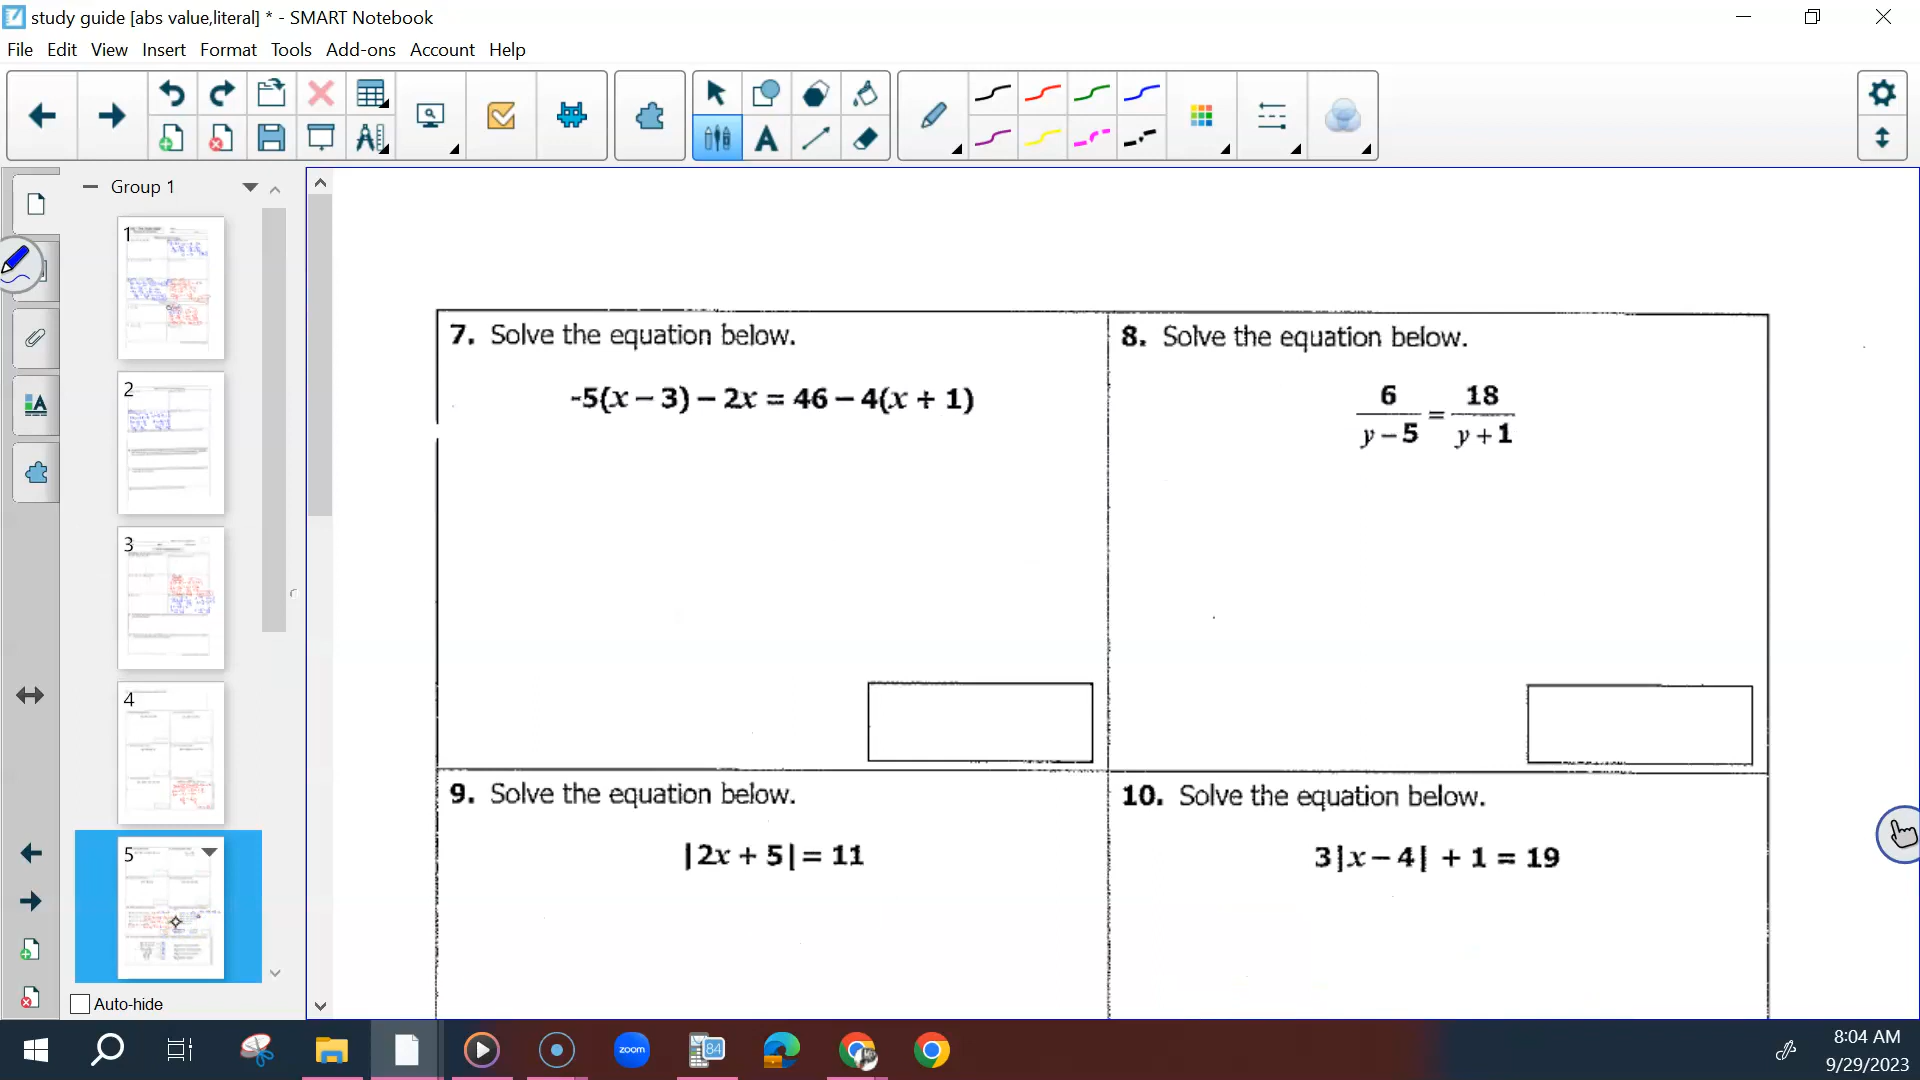 study guide [abs value,literal] * - SMART Notebook
File Edit View Insert Format Tools Add-ons Account Help
Group 1
1
2
3
4
5
Auto-hide
7. Solve the equation below.
-5(x – 3) – 2x = 46 – 4(x + 1)
8. Solve the equation below.
6 18
= 
y – 5 y + 1
9. Solve the equation below.
|2x + 5| = 11
10. Solve the equation below.
3|x – 4| + 1 = 19
zoom
84
8:04 AM
9/29/2023